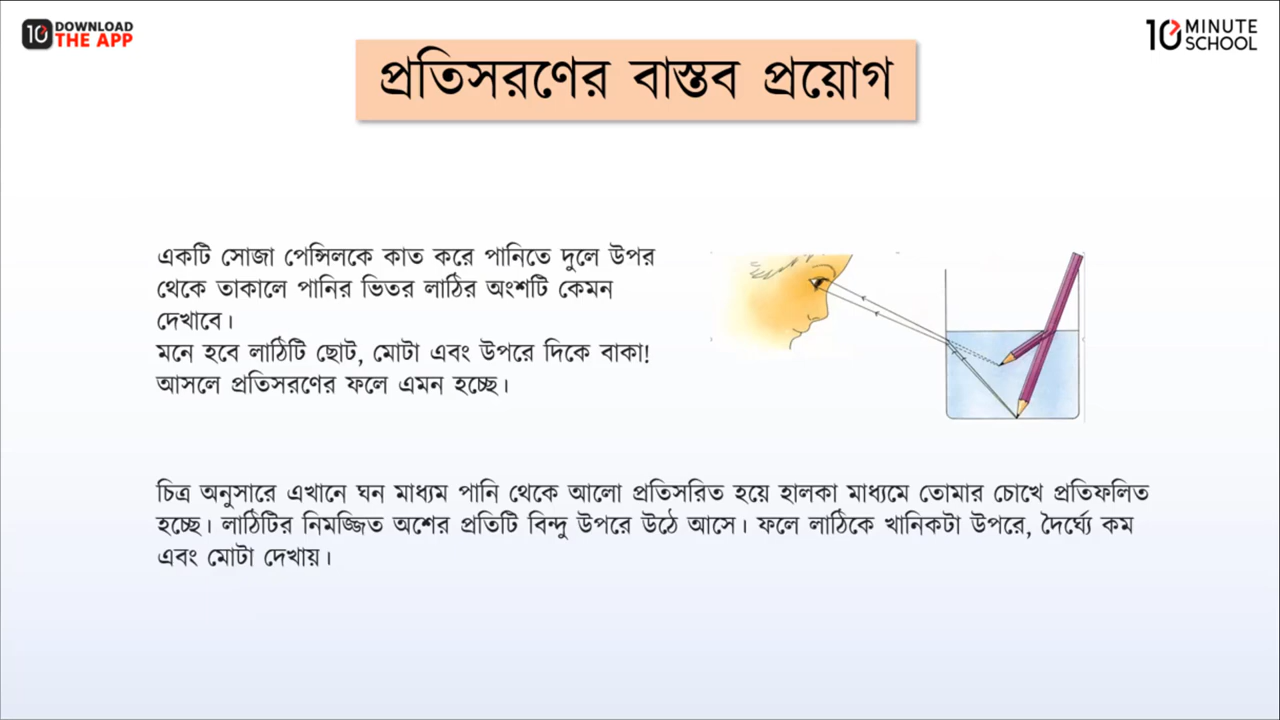 10 DOWNLOAD
THE APP
10 MINUTE
SCHOOL
প্রতিসরণের বাস্তব প্রয়োগ
একটি সোজা পেন্সিলকে কাত করে পানিতে দুলে উপর
থেকে তাকালে পানির ভিতর লাঠির অংশটি কেমন
দেখাবে।
মনে হবে লাঠিটি ছোট, মোটা এবং উপরে দিকে বাকা!
আসলে প্রতিসরণের ফলে এমন হচ্ছে।
চিত্র অনুসারে এখানে ঘন মাধ্যম পানি থেকে আলো প্রতিসরিত হয়ে হালকা মাধ্যমে তোমার চোখে প্রতিফলিত
হচ্ছে। লাঠিটির নিমজ্জিত অশের প্রতিটি বিন্দু উপরে উঠে আসে। ফলে লাঠিকে খানিকটা উপরে, দৈর্ঘ্যে কম
এবং মোটা দেখায়।